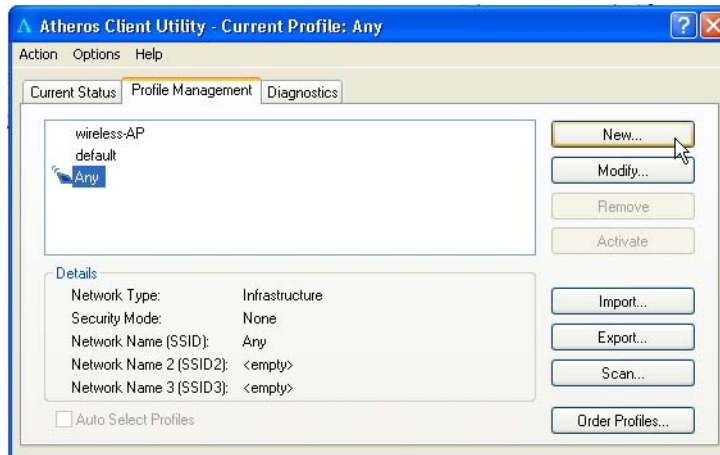 Atheros Client Utility - Current Profile: Any
Action Options Help
Current Status Profile Management Diagnostics
wireless-AP
default
Any
New...
Modify...
Remove
Activate
Details
Network Type: Infrastructure
Security Mode: None
Network Name (SSID): Any
Network Name 2 (SSID2): <empty>
Network Name 3 (SSID3): <empty>
Import...
Export...
Scan...
Auto Select Profiles
Order Profiles...